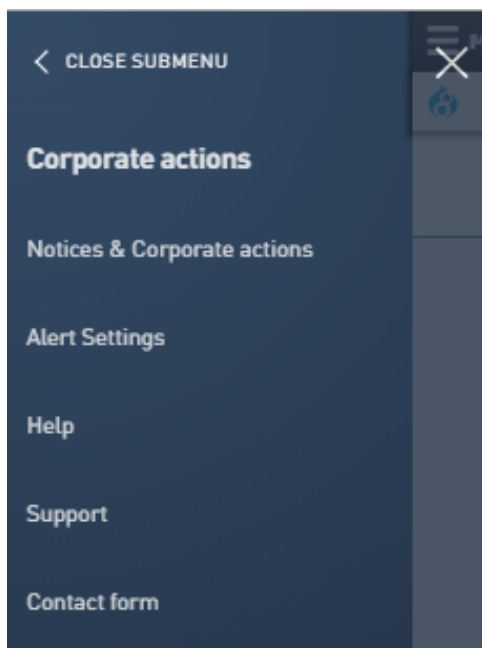 CLOSE SUBMENU
Corporate actions
Notices & Corporate actions
Alert Settings
Help
Support
Contact form